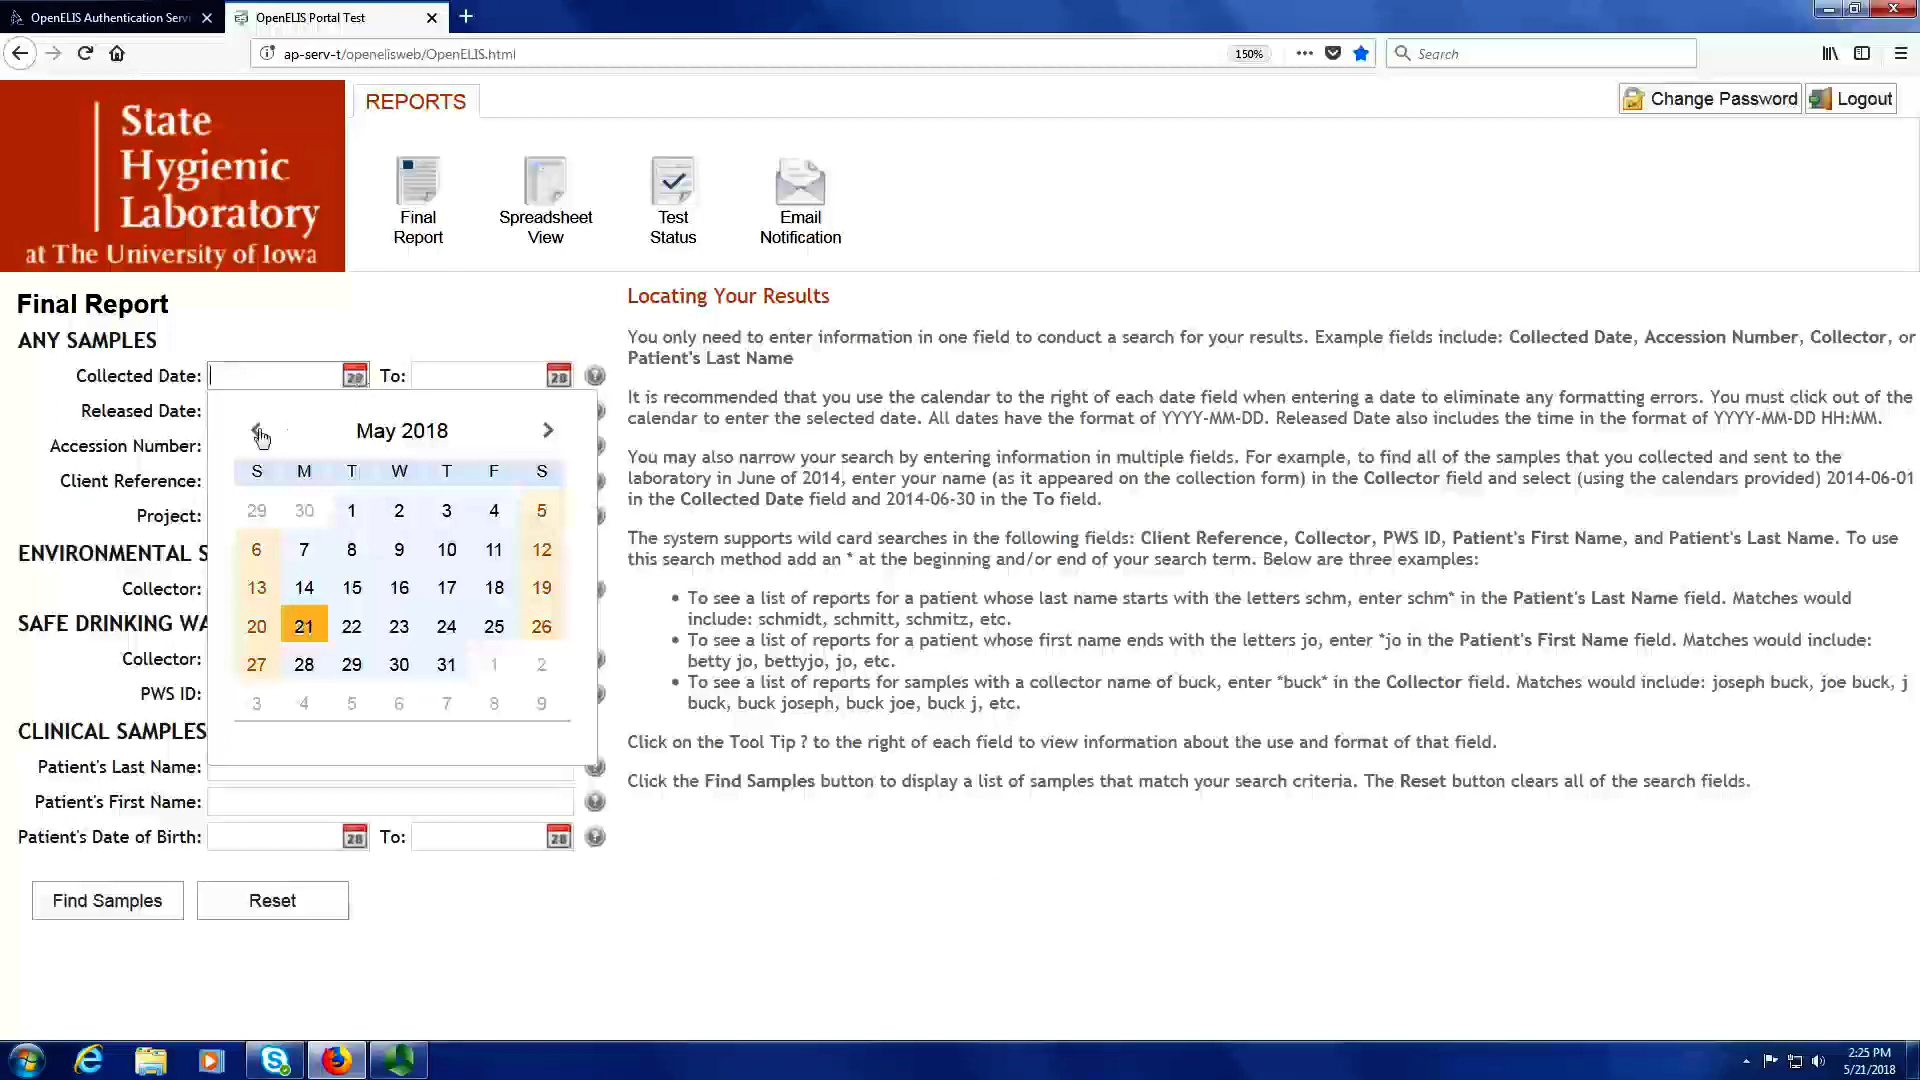 OpenELIS Authentication Serv
OpenELIS Portal Test
ap-serv-t/openelisweb/OpenELIS.html
150%
Search
State
Hygienic
Laboratory
at The University of Iowa
REPORTS
Change Password
Logout
Final
Report
Spreadsheet
View
Test
Status
Email
Notification
Final Report
ANY SAMPLES
Collected Date:
To:
Released Date:
Accession Number:
Client Reference:
Project:
ENVIRONMENTAL S
Collector:
SAFE DRINKING WA
Collector:
PWS ID:
CLINICAL SAMPLES
Patient's Last Name:
Patient's First Name:
Patient's Date of Birth:
To:
Find Samples
Reset
May 2018
S M T W T F S
29 30 1 2 3 4 5
6 7 8 9 10 11 12
13 14 15 16 17 18 19
20 21 22 23 24 25 26
27 28 29 30 31 1 2
3 4 5 6 7 8 9
Locating Your Results
You only need to enter information in one field to conduct a search for your results. Example fields include: Collected Date, Accession Number, Collector, or
Patient's Last Name
It is recommended that you use the calendar to the right of each date field when entering a date to eliminate any formatting errors. You must click out of the
calendar to enter the selected date. All dates have the format of YYYY-MM-DD. Released Date also includes the time in the format of YYYY-MM-DD HH:MM.
You may also narrow your search by entering information in multiple fields. For example, to find all of the samples that you collected and sent to the
laboratory in June of 2014, enter your name (as it appeared on the collection form) in the Collector field and select (using the calendars provided) 2014-06-01
in the Collected Date field and 2014-06-30 in the To field.
The system supports wild card searches in the following fields: Client Reference, Collector, PWS ID, Patient's First Name, and Patient's Last Name. To use
this search method add an * at the beginning and/or end of your search term. Below are three examples:
• To see a list of reports for a patient whose last name starts with the letters schm, enter schm* in the Patient's Last Name field. Matches would
include: schmidt, schmitt, schmitz, etc.
• To see a list of reports for a patient whose first name ends with the letters jo, enter *jo in the Patient's First Name field. Matches would include:
betty jo, bettyjo, jo, etc.
• To see a list of reports for samples with a collector name of buck, enter *buck* in the Collector field. Matches would include: joseph buck, joe buck, j
buck, buck joseph, buck joe, buck j, etc.
Click on the Tool Tip ? to the right of each field to view information about the use and format of that field.
Click the Find Samples button to display a list of samples that match your search criteria. The Reset button clears all of the search fields.
2:25 PM
5/21/2018